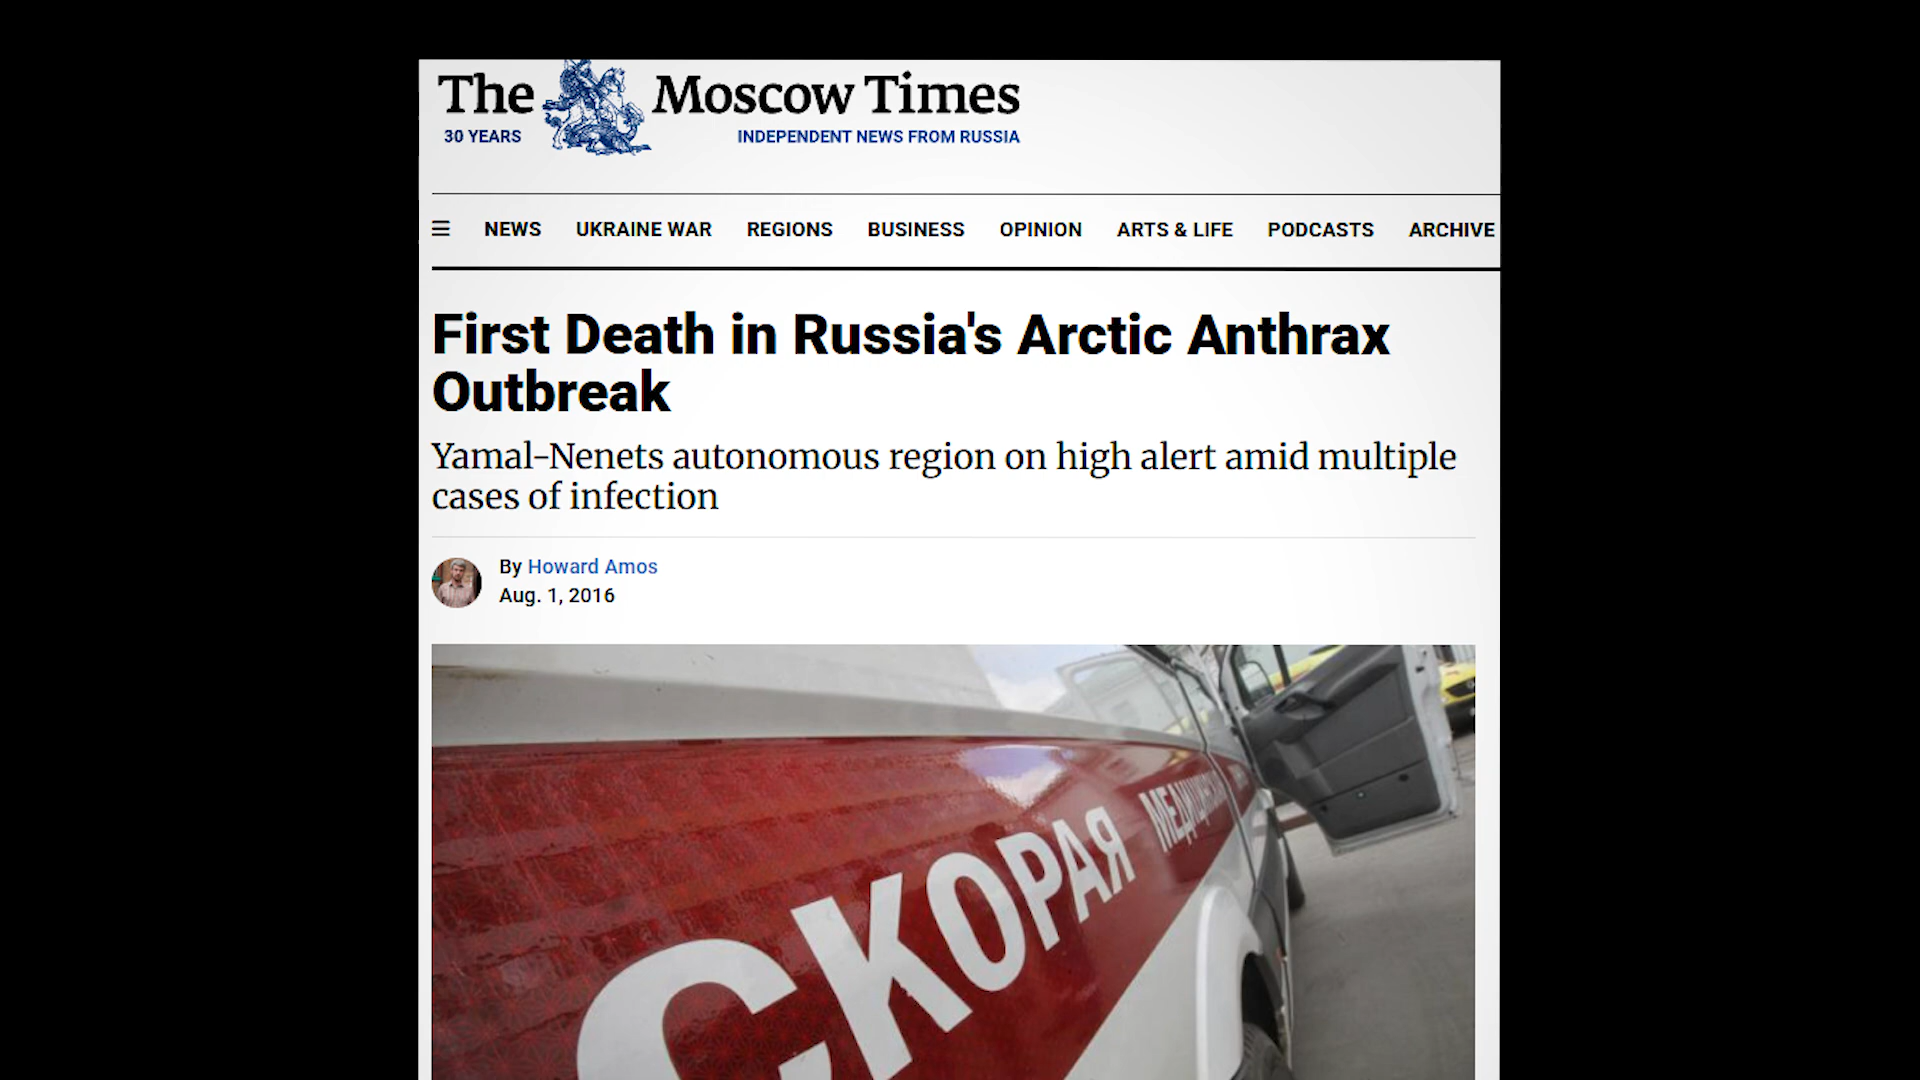 The Moscow Times
30 YEARS INDEPENDENT NEWS FROM RUSSIA
NEWS UKRAINE WAR REGIONS BUSINESS OPINION ARTS & LIFE PODCASTS ARCHIVE
First Death in Russia's Arctic Anthrax
Outbreak
Yamal-Nenets autonomous region on high alert amid multiple
cases of infection
By Howard Amos
Aug. 1, 2016
СКОРАЯ